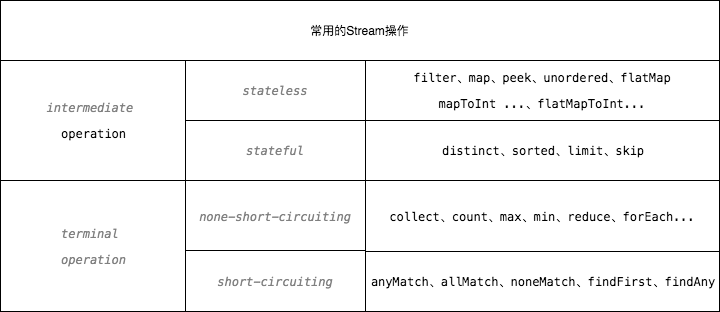 常用的Stream操作
intermediate
operation
stateless
filter、map、peek、unordered、flatMap
mapToInt ...、flatMapToInt...
stateful
distinct、sorted、limit、skip
terminal
operation
none-short-circuiting
collect、count、max、min、reduce、forEach...
short-circuiting
anyMatch、allMatch、noneMatch、findFirst、findAny